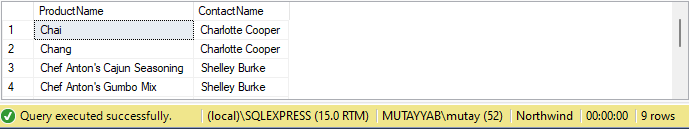 ProductName ContactName
1 Chai Charlotte Cooper
2 Chang Charlotte Cooper
3 Chef Anton's Cajun Seasoning Shelley Burke
4 Chef Anton's Gumbo Mix Shelley Burke
Query executed successfully. (local)\SQLEXPRESS (15.0 RTM) MUTAYYAB\mutay (52) Northwind 00:00:00 9 rows